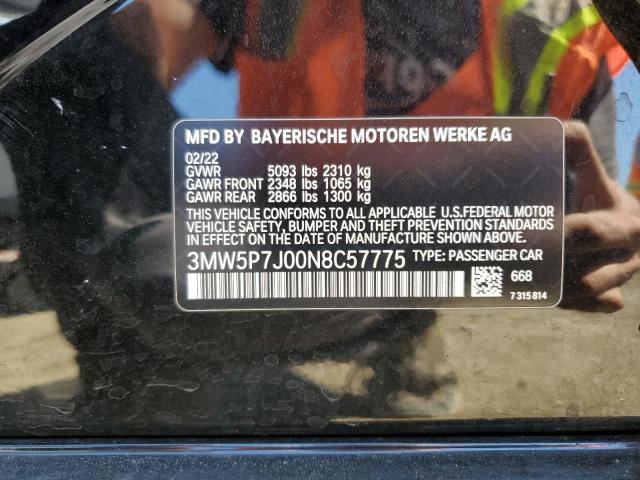 MFD BY BAYERISCHE MOTOREN WERKE AG
02/22
GVWR 5093 lbs 2310 kg
GAWR FRONT 2348 lbs 1065 kg
GAWR REAR 2866 lbs 1300 kg
THIS VEHICLE CONFORMS TO ALL APPLICABLE U.S.FEDERAL MOTOR
VEHICLE SAFETY, BUMPER AND THEFT PREVENTION STANDARDS
IN EFFECT ON THE DATE OF MANUFACTURE SHOWN ABOVE.
3MW5P7J00N8C57775 TYPE: PASSENGER CAR
668
7 315 814